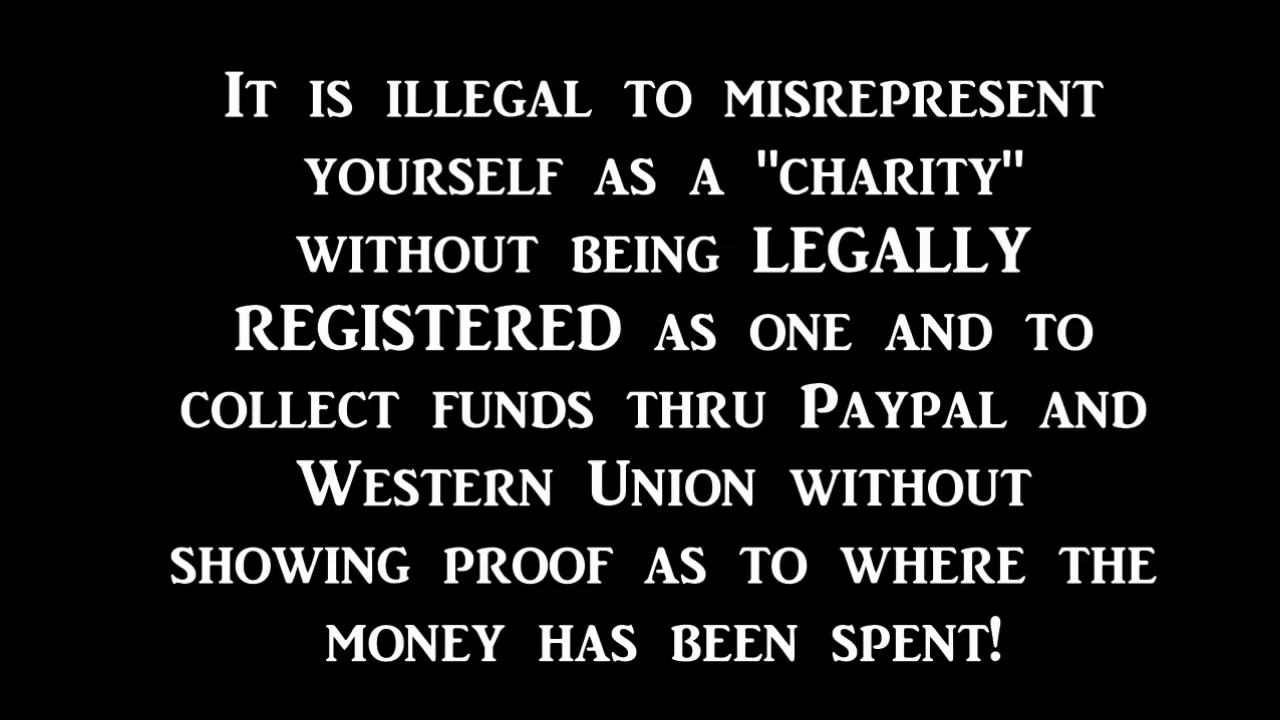 It is illegal to misrepresent
yourself as a "charity"
without being LEGALLY
REGISTERED as one and to
collect funds thru Paypal and
Western Union without
showing proof as to where the
money has been spent!